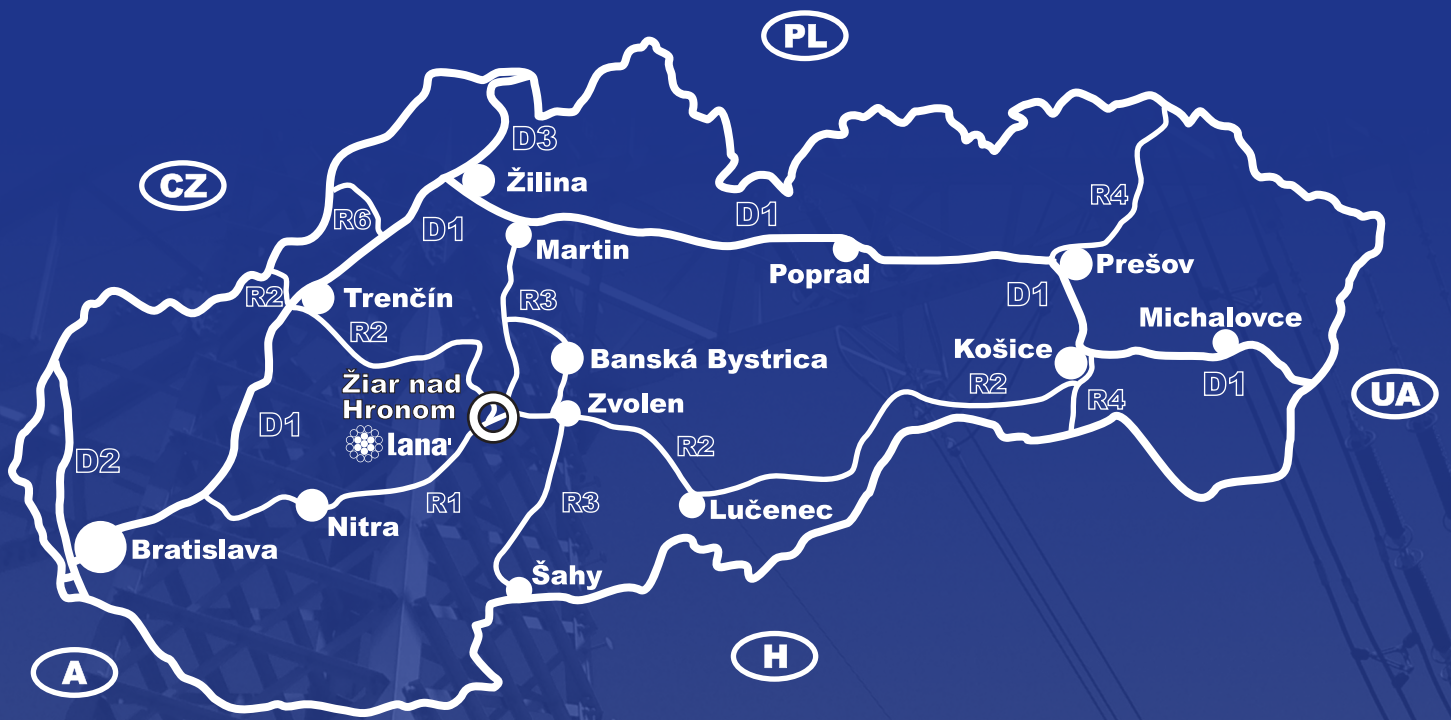 PL
D3
CZ
Žilina
R6
D1
D1
R4
Martin
Poprad
Prešov
R2
Trenčín
R3
D1
R2
Michalovce
Banská Bystrica
Košice
Žiar nad
Hronom
R2
D1
UA
Zvolen
R4
D1
lana
R2
D2
Nitra
R1
R3
Lučenec
Bratislava
Šahy
A
H